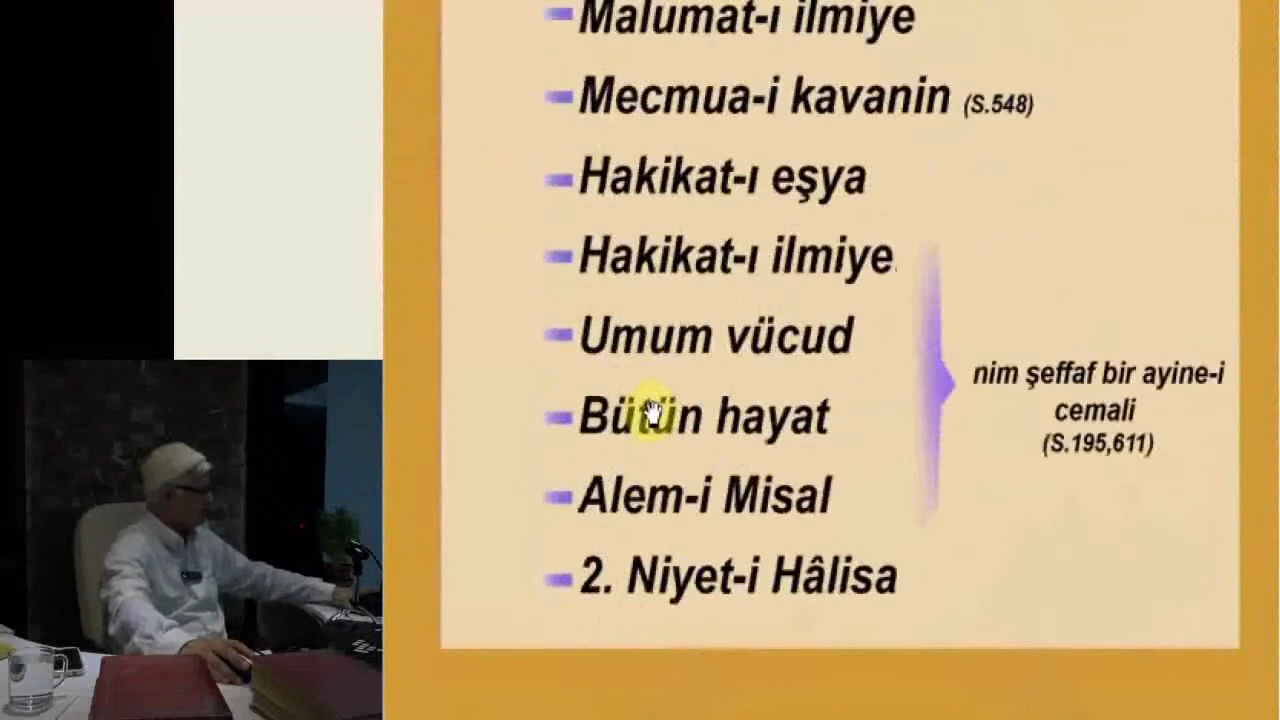 Malumat-ı ilmiye
Mecmua-i kavanin (S.548)
Hakikat-ı eşya
Hakikat-ı ilmiye
Umum vücud
Bütün hayat
Alem-i Misal
2. Niyet-i Hâlisa
nim şeffaf bir ayine-i
cemali
(S.195,611)